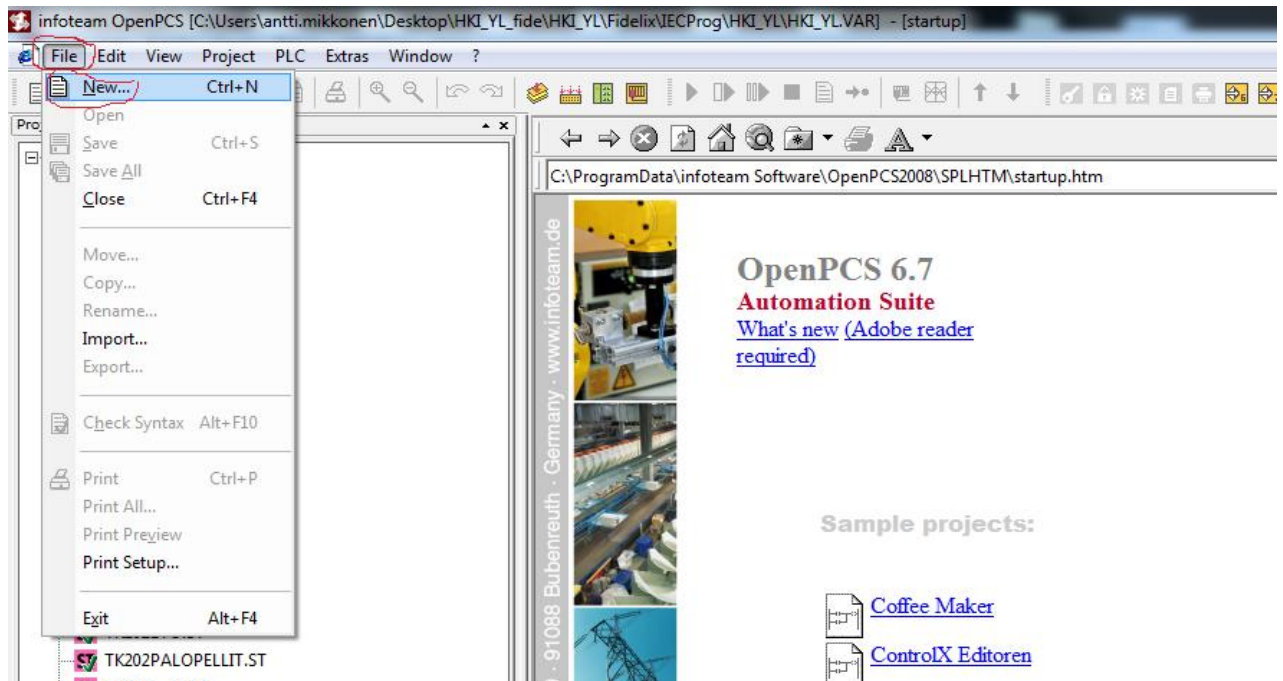 infoteam OpenPCS [C:\Users\antti.mikkonen\Desktop\HKI_YL_fide\HKI_YL\Fidelix\IECProg\HKI_YL\HKI_YL.VAR] - [startup]
File Edit View Project PLC Extras Window ?
New... Ctrl+N
Open
Save Ctrl+S
Save All
Close Ctrl+F4
Move...
Copy...
Rename...
Import...
Export...
Check Syntax Alt+F10
Print Ctrl+P
Print All...
Print Preview
Print Setup...
Exit Alt+F4
TK202PALOPELLIT.ST
C:\ProgramData\infoteam Software\OpenPCS2008\SPLHTM\startup.htm
91088 Bubenreuth · Germany · www.infoteam.de
OpenPCS 6.7
Automation Suite
What's new (Adobe reader
required)
Sample projects:
Coffee Maker
ControlX Editoren